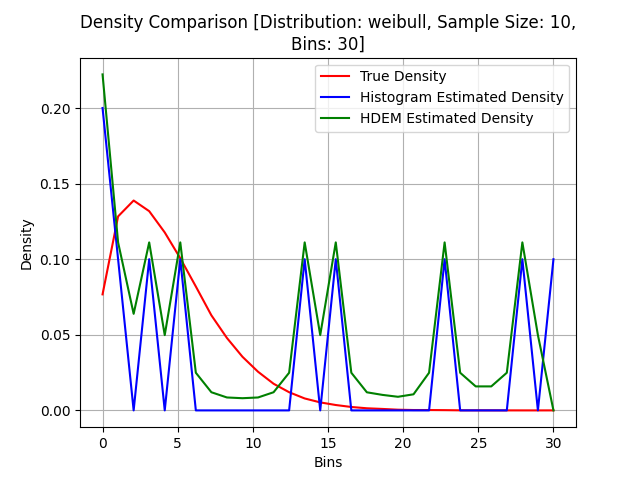 Density Comparison [Distribution: weibull, Sample Size: 10,
Bins: 30]
True Density
Histogram Estimated Density
HDEM Estimated Density
Density
0.20
0.15
0.10
0.05
0.00
0 5 10 15 20 25 30
Bins